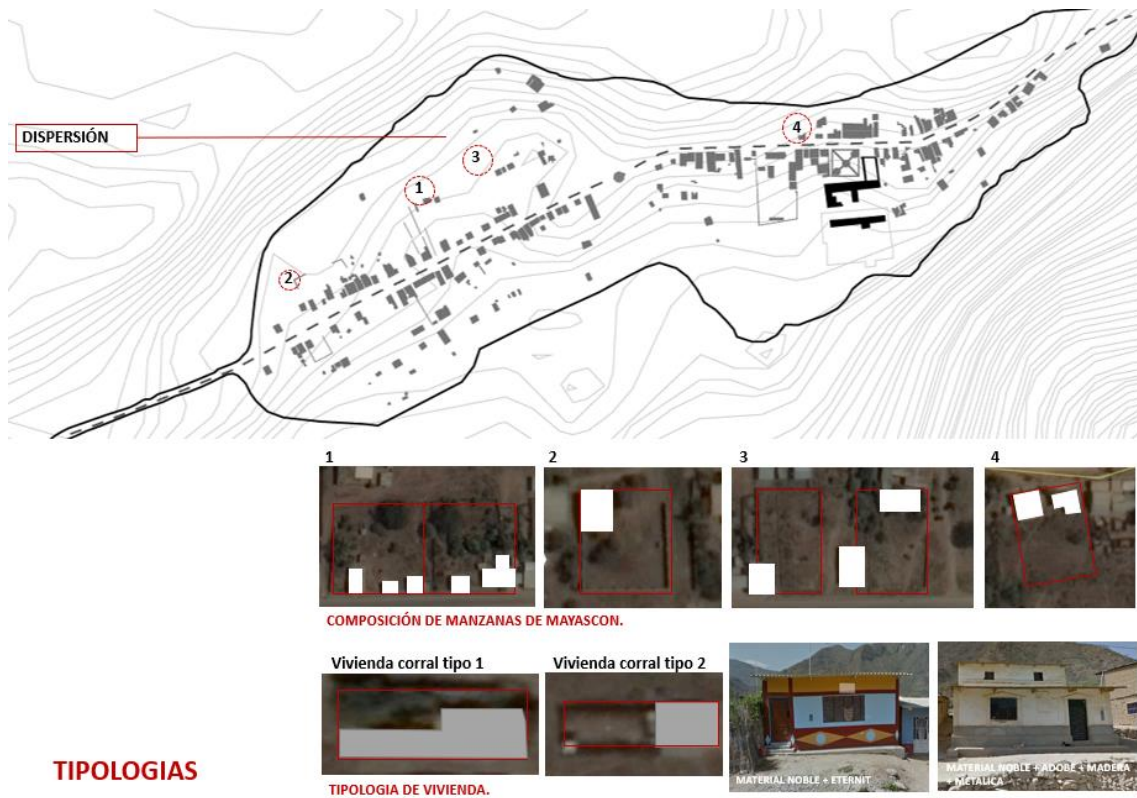 DISPERSIÓN
1
2
3
4
1
2
3
4
COMPOSICIÓN DE MANZANAS DE MAYASCON.
Vivienda corral tipo 1
Vivienda corral tipo 2
MATERIAL NOBLE + ETERNIT
MATERIAL NOBLE + ADOBE + MADERA
+ METALICA
TIPOLOGIA DE VIVIENDA.
TIPOLOGIAS